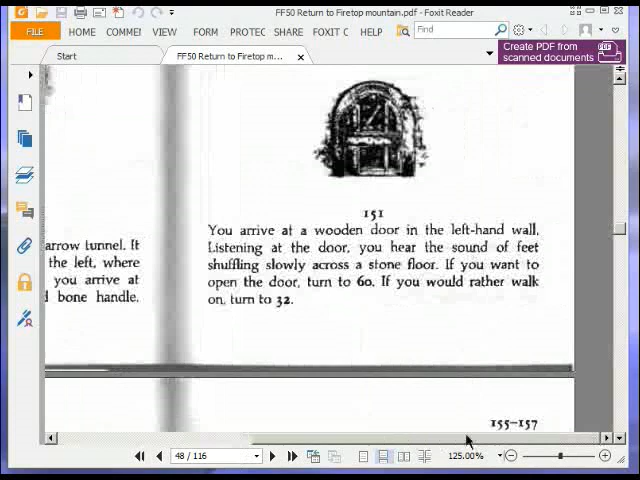 FF50 Return to Firetop mountain.pdf - Foxit Reader
FILE HOME COMMEI VIEW FORM PROTEC SHARE FOXIT C HELP Find
Start FF50 Return to Firetop m... Create PDF from
scanned documents
151
You arrive at a wooden door in the left-hand wall.
Listening at the door, you hear the sound of feet
shuffling slowly across a stone floor. If you want to
open the door, turn to 60. If you would rather walk
on, turn to 32.
arrow tunnel. It
the left, where
you arrive at
bone handle.
155–157
48 / 116 125.00%